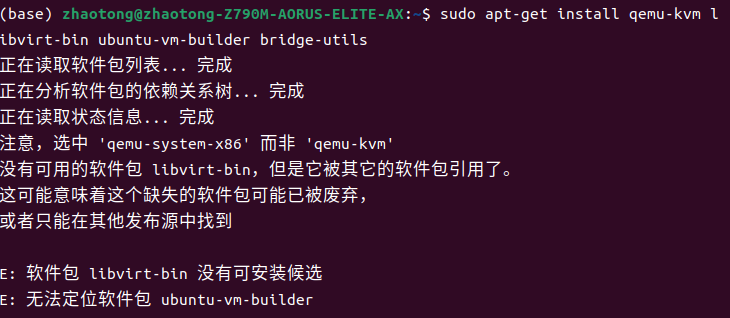 (base) zhaotong@zhaotong-Z790M-AORUS-ELITE-AX:~$ sudo apt-get install qemu-kvm l
ibvirt-bin ubuntu-vm-builder bridge-utils
正在读取软件包列表... 完成
正在分析软件包的依赖关系树... 完成
正在读取状态信息... 完成
注意，选中 'qemu-system-x86' 而非 'qemu-kvm'
没有可用的软件包 libvirt-bin，但是它被其它的软件包引用了。
这可能意味着这个缺失的软件包可能已被废弃，
或者只能在其他发布源中找到
E: 软件包 libvirt-bin 没有可安装候选
E: 无法定位软件包 ubuntu-vm-builder